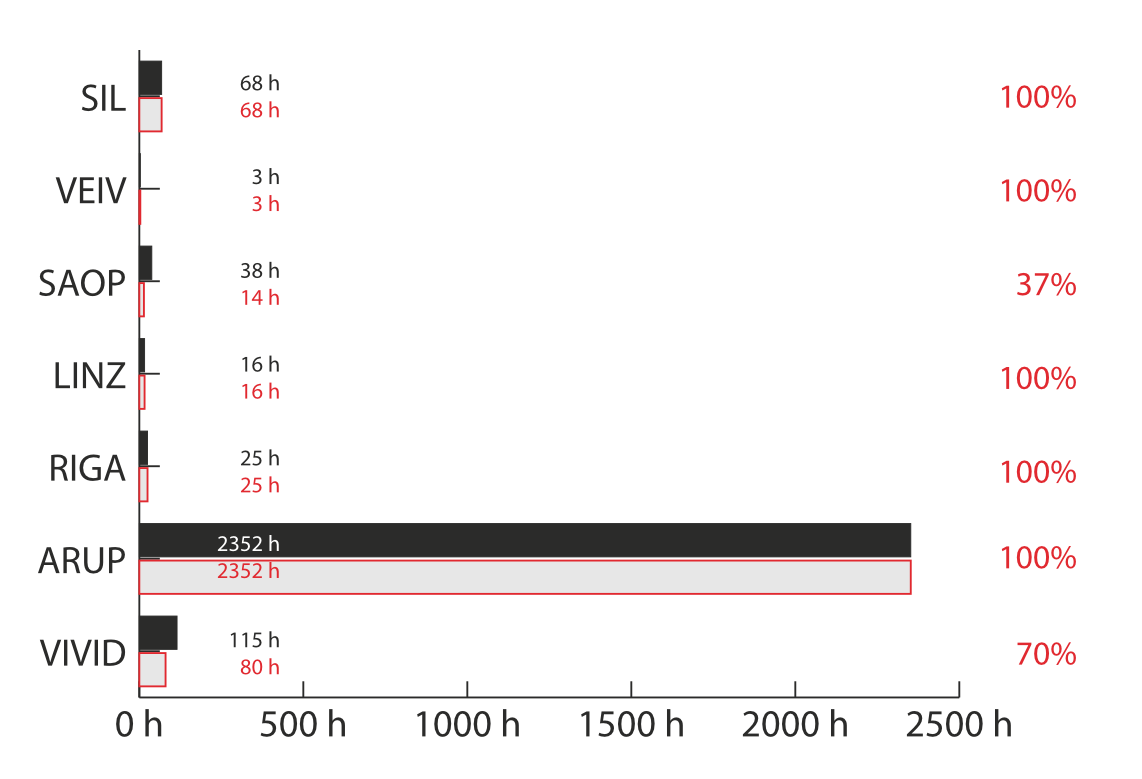 SIL
68 h
68 h
100%
VEIV
3 h
3 h
100%
SAOP
38 h
14 h
37%
LINZ
16 h
16 h
100%
RIGA
25 h
25 h
100%
ARUP
2352 h
2352 h
100%
VIVID
115 h
80 h
70%
0 h 500 h 1000 h 1500 h 2000 h 2500 h